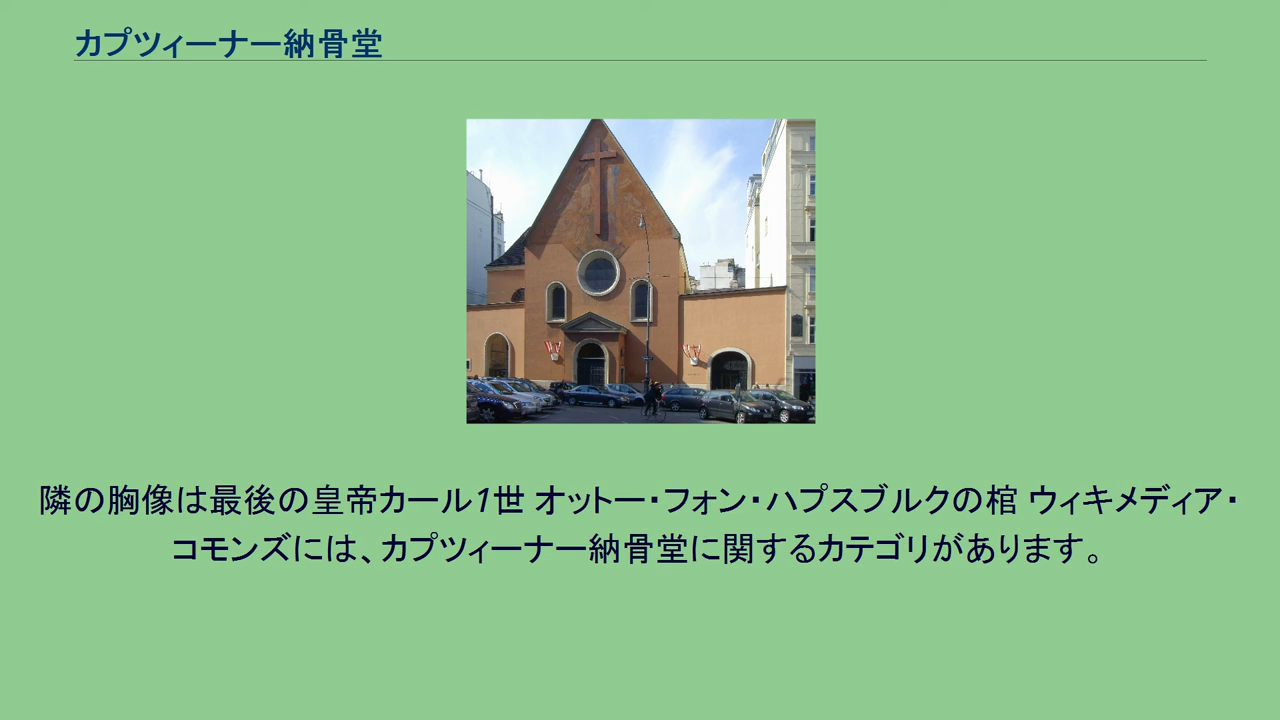 カプツィーナー納骨堂
隣の胸像は最後の皇帝カール1世 オットー・フォン・ハプスブルクの棺 ウィキメディア・
コモンズには、カプツィーナー納骨堂に関するカテゴリがあります。